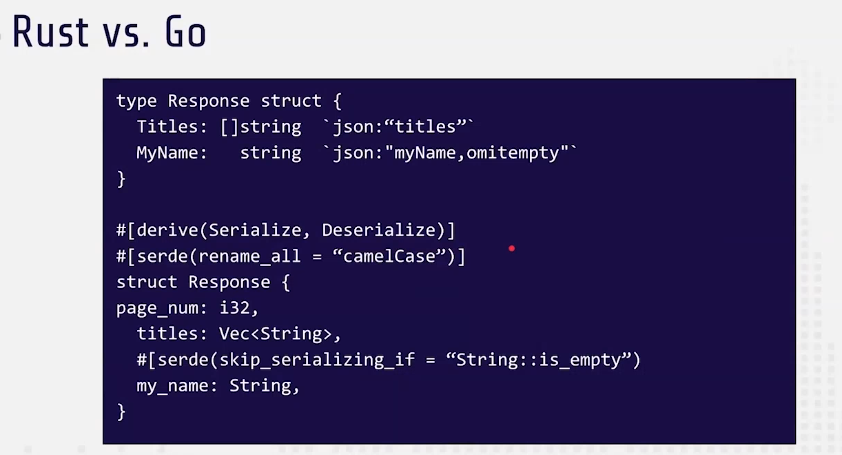 Rust vs. Go
type Response struct {
  Titles: []string  `json:“titles”`
  MyName:   string  `json:"myName,omitempty"`
}

#[derive(Serialize, Deserialize)]
#[serde(rename_all = “camelCase”)]
struct Response {
page_num: i32,
  titles: Vec<String>,
  #[serde(skip_serializing_if = “String::is_empty”)
  my_name: String,
}